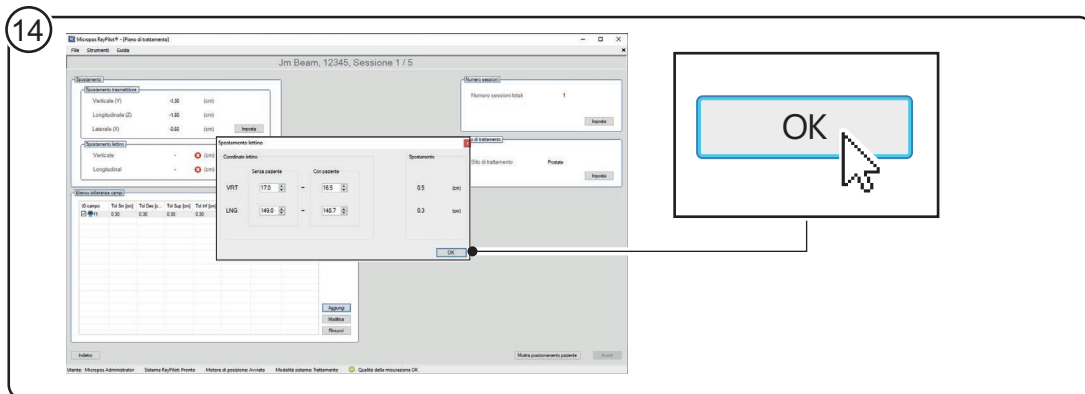 14
Micropos RayPilot® - [Piano di trattamento]
File Strumenti Guida
Jm Beam, 12345, Sessione 1 / 5
Spostamento
Spostamento trasmettitore
Verticale (Y) -1.30 (cm)
Longitudinale (Z) -1.80 (cm)
Laterale (X) (cm)
Imposta
Spostamento lettino
Verticale - (cm)
Longitudinal - (cm)
Numero sessioni
Numero sessioni totali 1
Imposta
di trattamento
Sito di trattamento Prostate
Imposta
Spostamento lettino
Coordinate lettino
Spostamento
Senza paziente Con paziente
VRT 17.0 - 16.5 0.5 (cm)
LNG 149.0 - 148.7 0.3 (cm)
OK
Elenco tolleranze campi
ID campo Tol Sin [cm] Tol Des [c... Tol Sup [cm] Tol Inf [cm]
11 0.30 0.30 0.30 0.30
Aggiungi
Modifica
Rimuovi
Indietro
Mostra posizionamento paziente
Avanti
Utente: Micropos Administrator Sistema RayPilot: Pronto Motore di posizione: Avviato Modalità sistema: Trattamento Qualità della misurazione OK
OK